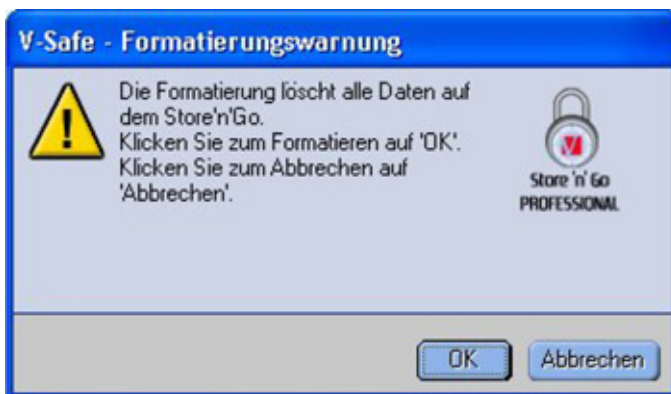 V-Safe - Formatierungswarnung
Die Formatierung löscht alle Daten auf
dem Store'n'Go.
Klicken Sie zum Formatieren auf 'OK'.
Klicken Sie zum Abbrechen auf
'Abbrechen'.
Store 'n' Go
PROFESSIONAL
OK
Abbrechen